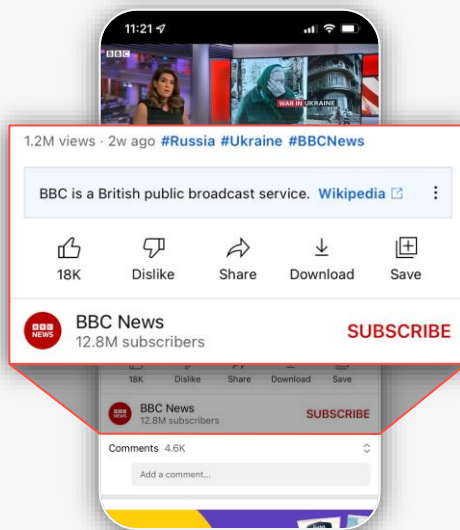 11:21
BBC
WAR IN UKRAINE
1.2M views · 2w ago #Russia #Ukraine #BBCNews
BBC is a British public broadcast service. Wikipedia
18K Dislike Share Download Save
BBC NEWS
BBC News
12.8M subscribers
SUBSCRIBE
18K Dislike Share Download Save
BBC NEWS
BBC News
12.8M subscribers
SUBSCRIBE
Comments 4.6K
Add a comment...